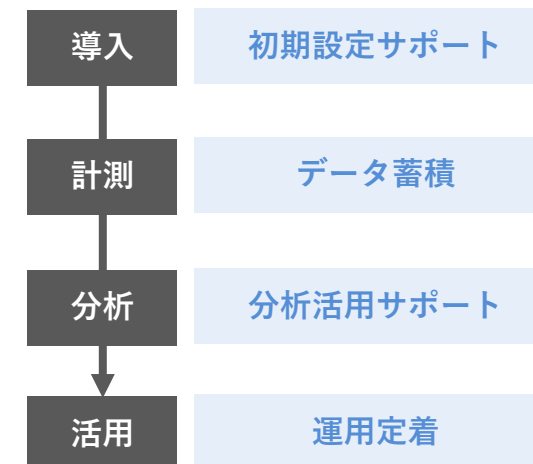 導入 初期設定サポート
計測 データ蓄積
分析 分析活用サポート
活用 運用定着